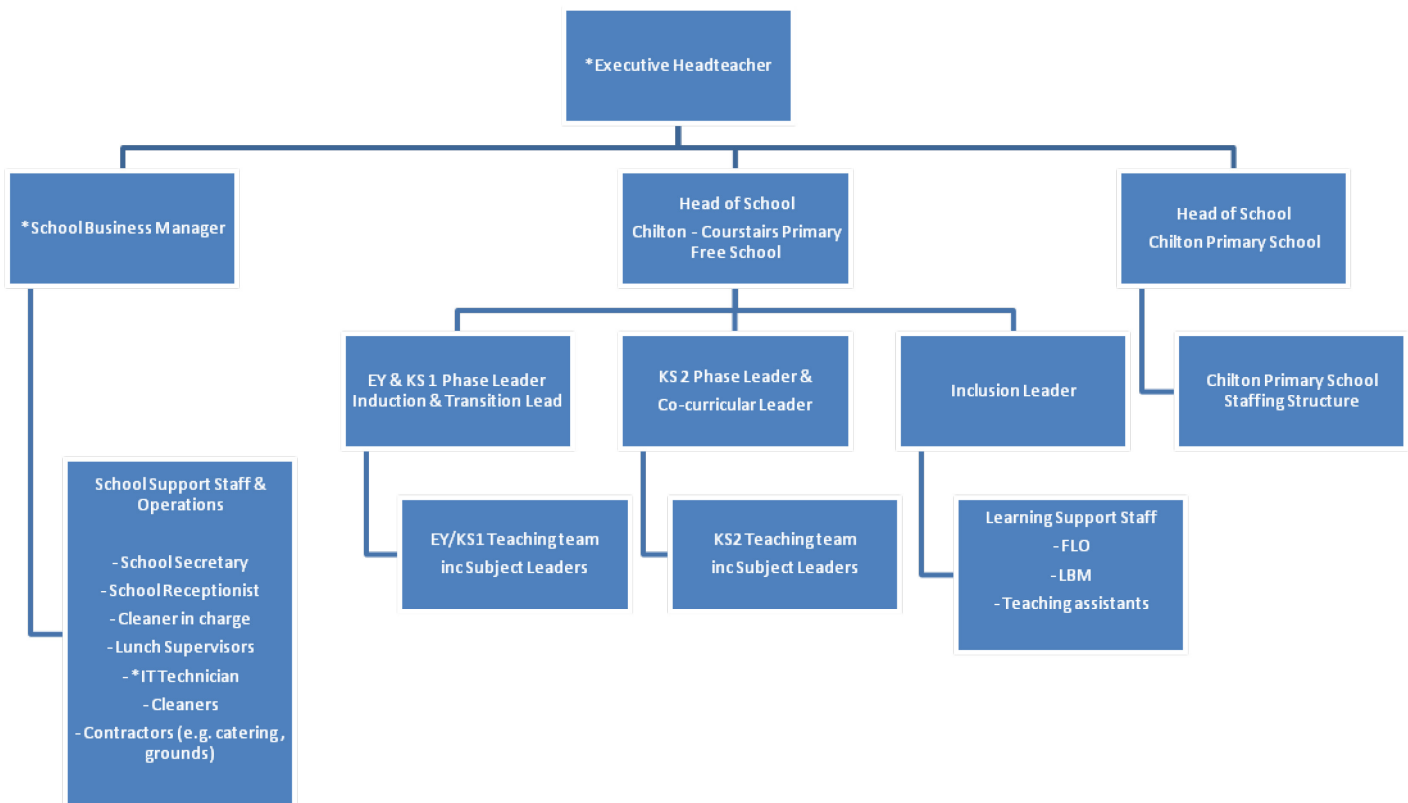 *Executive Headteacher
*School Business Manager
Head of School
Chilton - Courstairs Primary
Free School
Head of School
Chilton Primary School
EY & KS 1 Phase Leader
Induction & Transition Lead
KS 2 Phase Leader &
Co-curricular Leader
Inclusion Leader
Chilton Primary School
Staffing Structure
School Support Staff &
Operations
- School Secretary
- School Receptionist
- Cleaner in charge
- Lunch Supervisors
- *IT Technician
- Cleaners
- Contractors (e.g. catering,
grounds)
EY/KS1 Teaching team
inc Subject Leaders
KS2 Teaching team
inc Subject Leaders
Learning Support Staff
- FLO
- LBM
- Teaching assistants